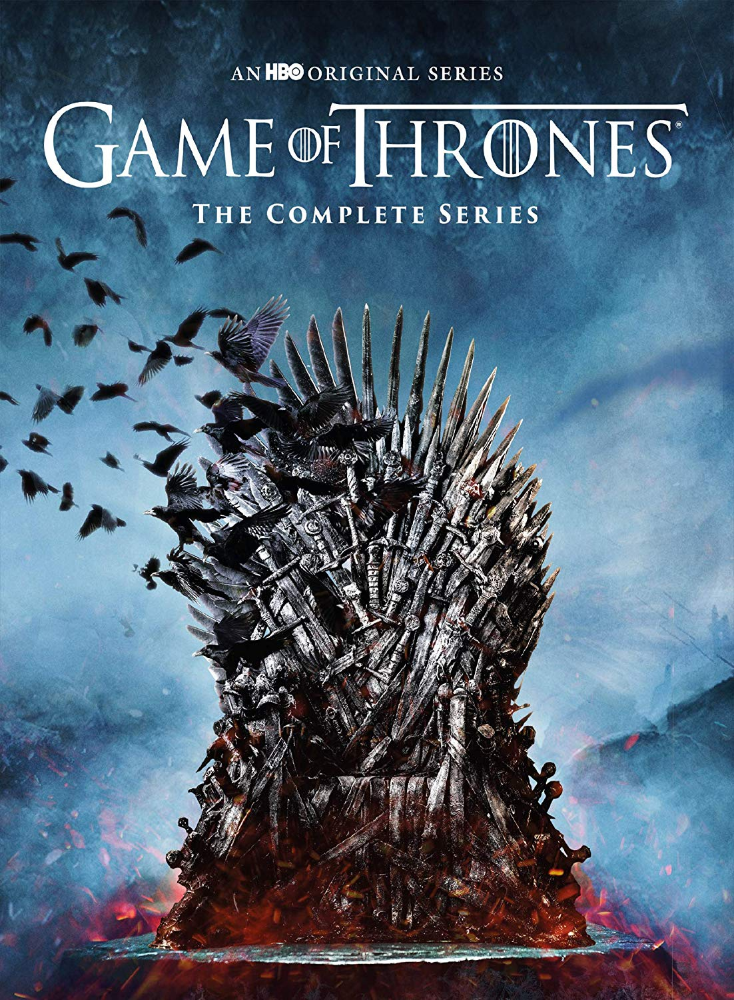 AN HBO ORIGINAL SERIES
GAME OF THRONES®
THE COMPLETE SERIES